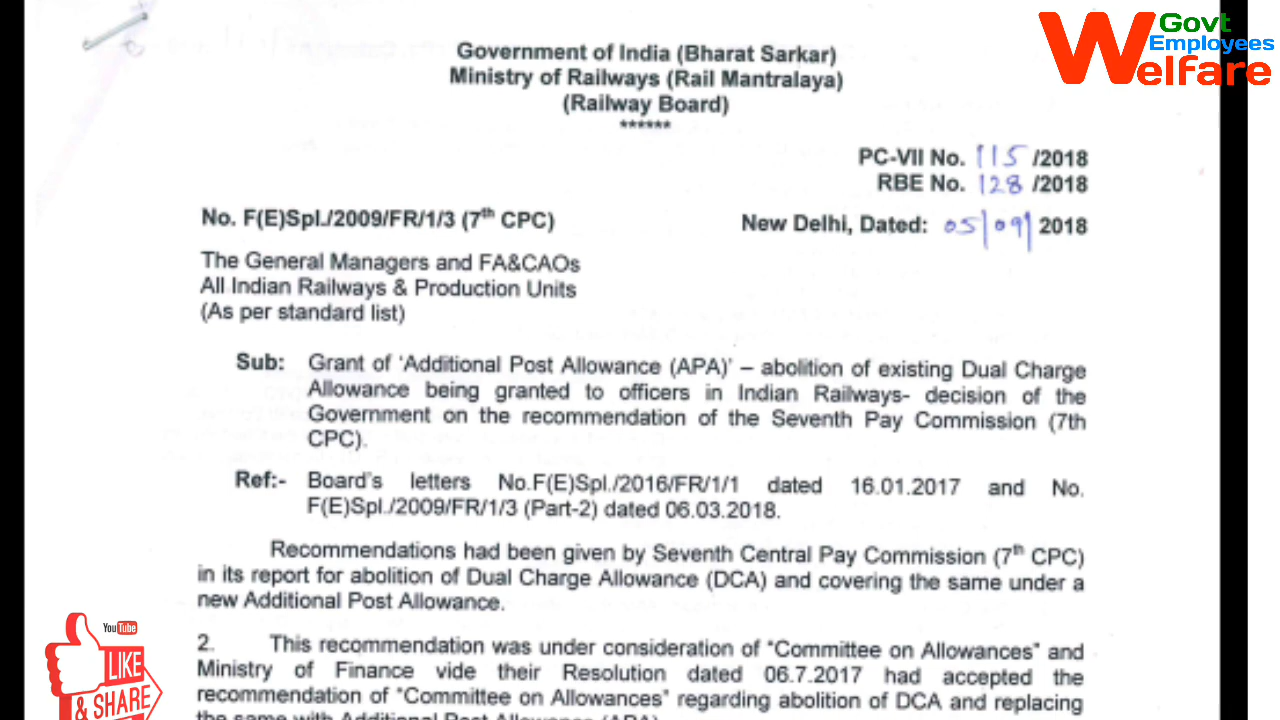 Govt
Employees
Welfare
Government of India (Bharat Sarkar)
Ministry of Railways (Rail Mantralaya)
(Railway Board)
******
PC-VII No. 115 /2018
RBE No. 128 /2018
No. F(E)Spl./2009/FR/1/3 (7th CPC)
New Delhi, Dated: 05/09/ 2018
The General Managers and FA&CAOs
All Indian Railways & Production Units
(As per standard list)
Sub: Grant of 'Additional Post Allowance (APA)' – abolition of existing Dual Charge
Allowance being granted to officers in Indian Railways- decision of the
Government on the recommendation of the Seventh Pay Commission (7th
CPC).
Ref:- Board's letters No.F(E)Spl./2016/FR/1/1 dated 16.01.2017 and No.
F(E)Spl./2009/FR/1/3 (Part-2) dated 06.03.2018.
Recommendations had been given by Seventh Central Pay Commission (7th CPC)
in its report for abolition of Dual Charge Allowance (DCA) and covering the same under a
new Additional Post Allowance.
2. This recommendation was under consideration of "Committee on Allowances" and
Ministry of Finance vide their Resolution dated 06.7.2017 had accepted the
recommendation of "Committee on Allowances" regarding abolition of DCA and replacing
the same with Additional Post Allowance (APA).
YouTube
LIKE
& SHARE